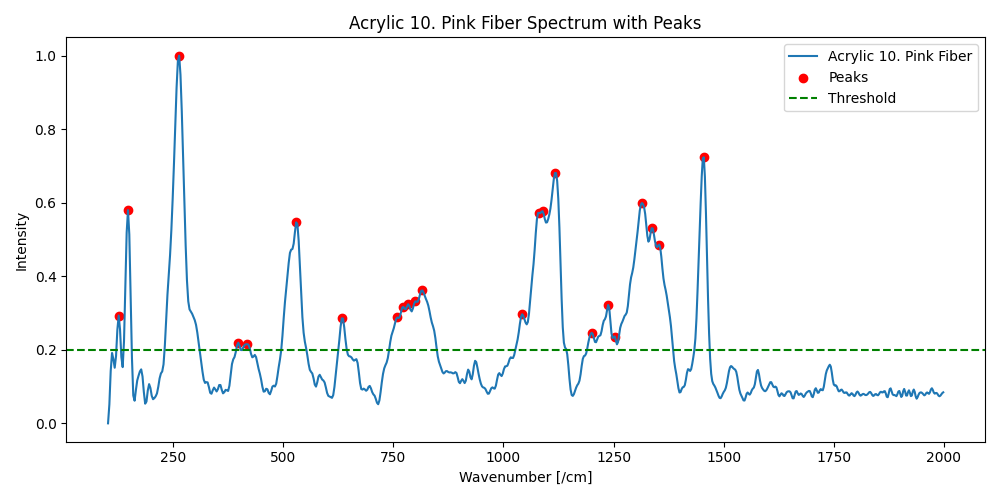 Acrylic 10. Pink Fiber Spectrum with Peaks
Acrylic 10. Pink Fiber
Peaks
Threshold
Intensity
1.0
0.8
0.6
0.4
0.2
0.0
250 500 750 1000 1250 1500 1750 2000
Wavenumber [/cm]